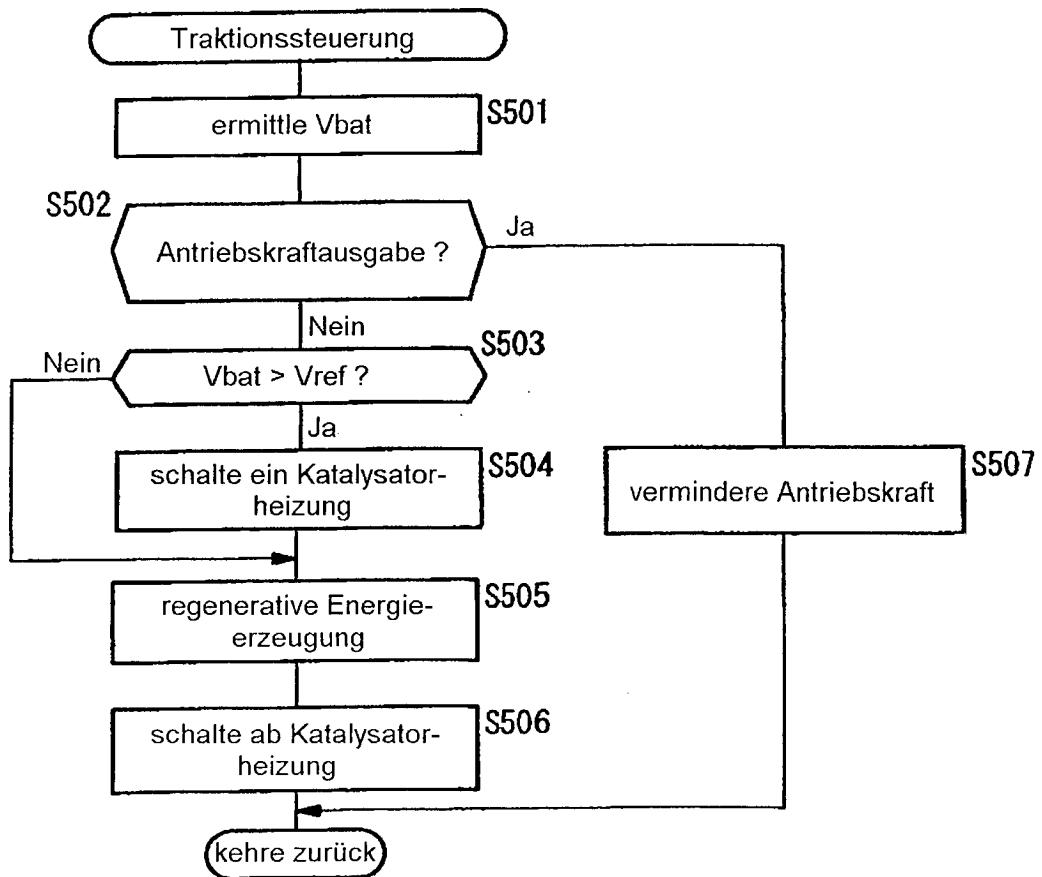 Traktionssteuerung
ermittle Vbat
S501
S502
Antriebskraftausgabe ?
Ja
Nein
S503
Nein
Vbat > Vref ?
Ja
schalte ein Katalysator-
heizung
S504
vermindere Antriebskraft
S507
regenerative Energie-
erzeugung
S505
schalte ab Katalysator-
heizung
S506
kehre zurück